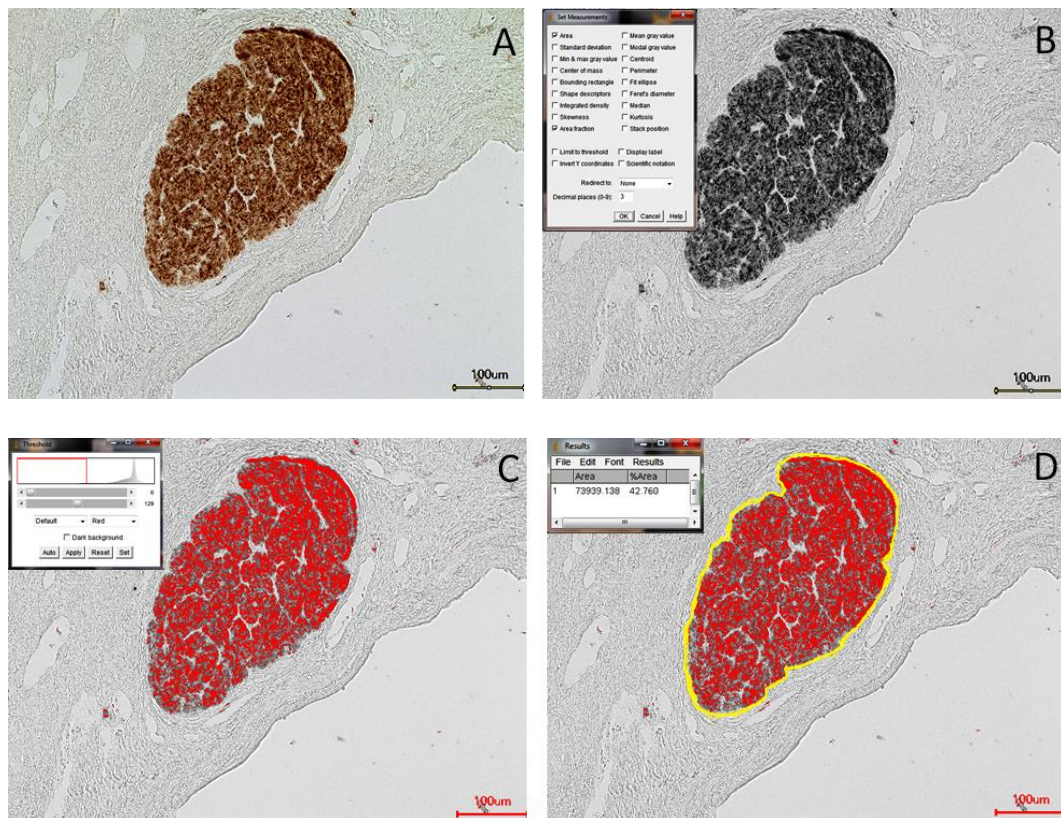 A
100um
Set Measurements
Area Mean gray value
Standard deviation Modal gray value
Min & max gray value Centroid
Center of mass Perimeter
Bounding rectangle Fit ellipse
Shape descriptors Feret's diameter
Integrated density Median
Skewness Kurtosis
Area fraction Stack position
Limit to threshold Display label
Invert Y coordinates Scientific notation
Redirect to: None
Decimal places (0-9): 3
OK Cancel Help
B
100um
Threshold
0
129
Default Red
Dark background
Auto Apply Reset Set
C
100um
Results
File Edit Font Results
Area %Area
1 73939.138 42.760
D
100um